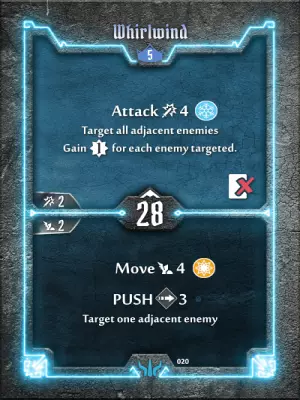 Whirlwind
5
Attack 4
Target all adjacent enemies
Gain 1 for each enemy targeted.
2
28
2
Move 4
PUSH 3
Target one adjacent enemy
020